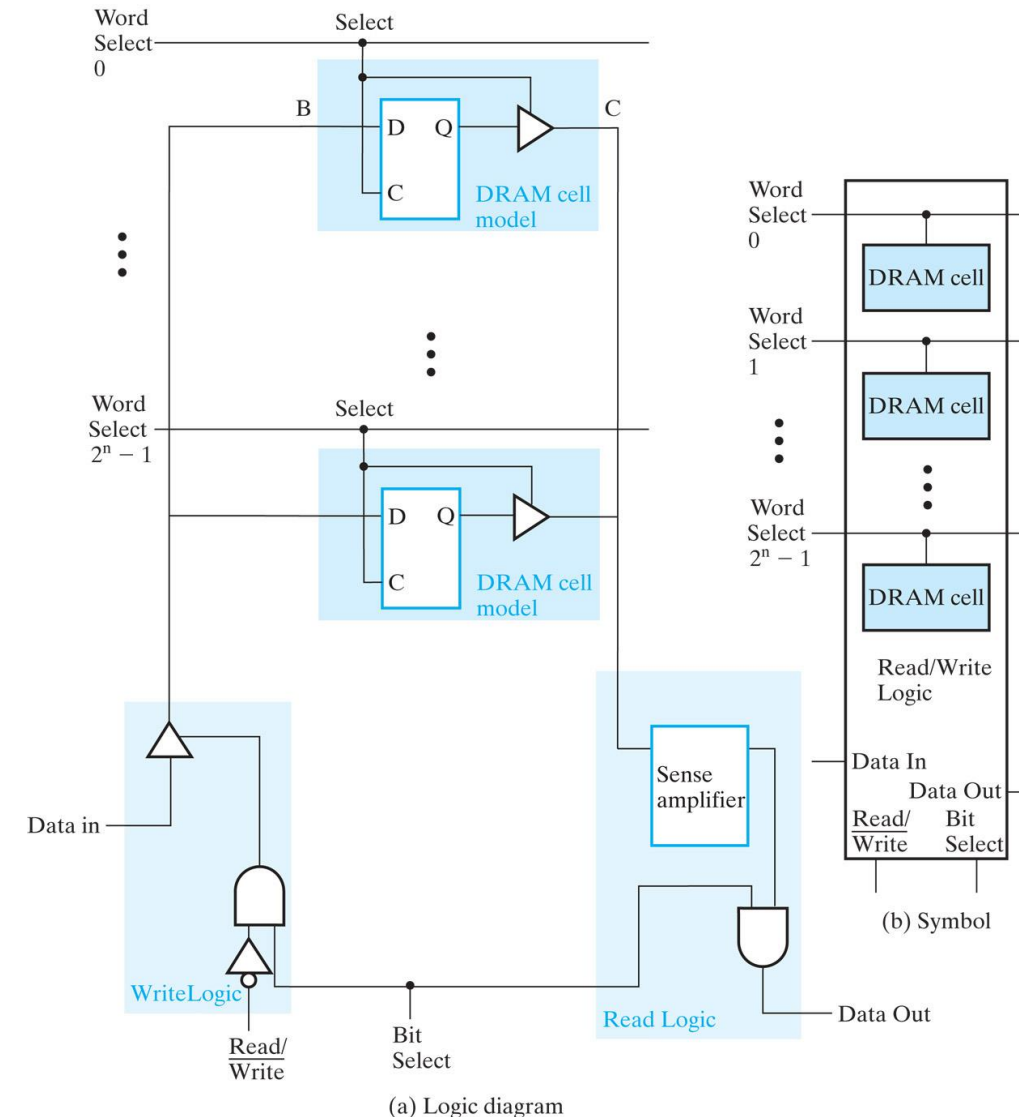 Word
Select
0
Select
B
C
D
Q
C
DRAM cell
model
Word
Select
2ⁿ − 1
Select
D
Q
C
DRAM cell
model
Data in
WriteLogic
Read/
Write
Bit
Select
Sense
amplifier
Read Logic
Data Out
(a) Logic diagram
Word
Select
0
DRAM cell
Word
Select
1
DRAM cell
Word
Select
2ⁿ − 1
DRAM cell
Read/Write
Logic
Data In
Data Out
Read/
Write
Bit
Select
(b) Symbol